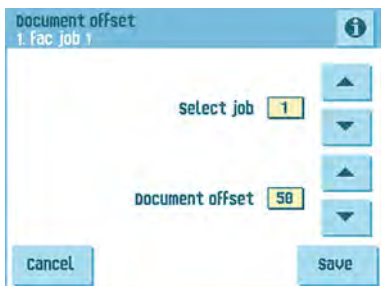 Document offset
1. Fac job 1
Select job 1
Document offset 50
Cancel
Save